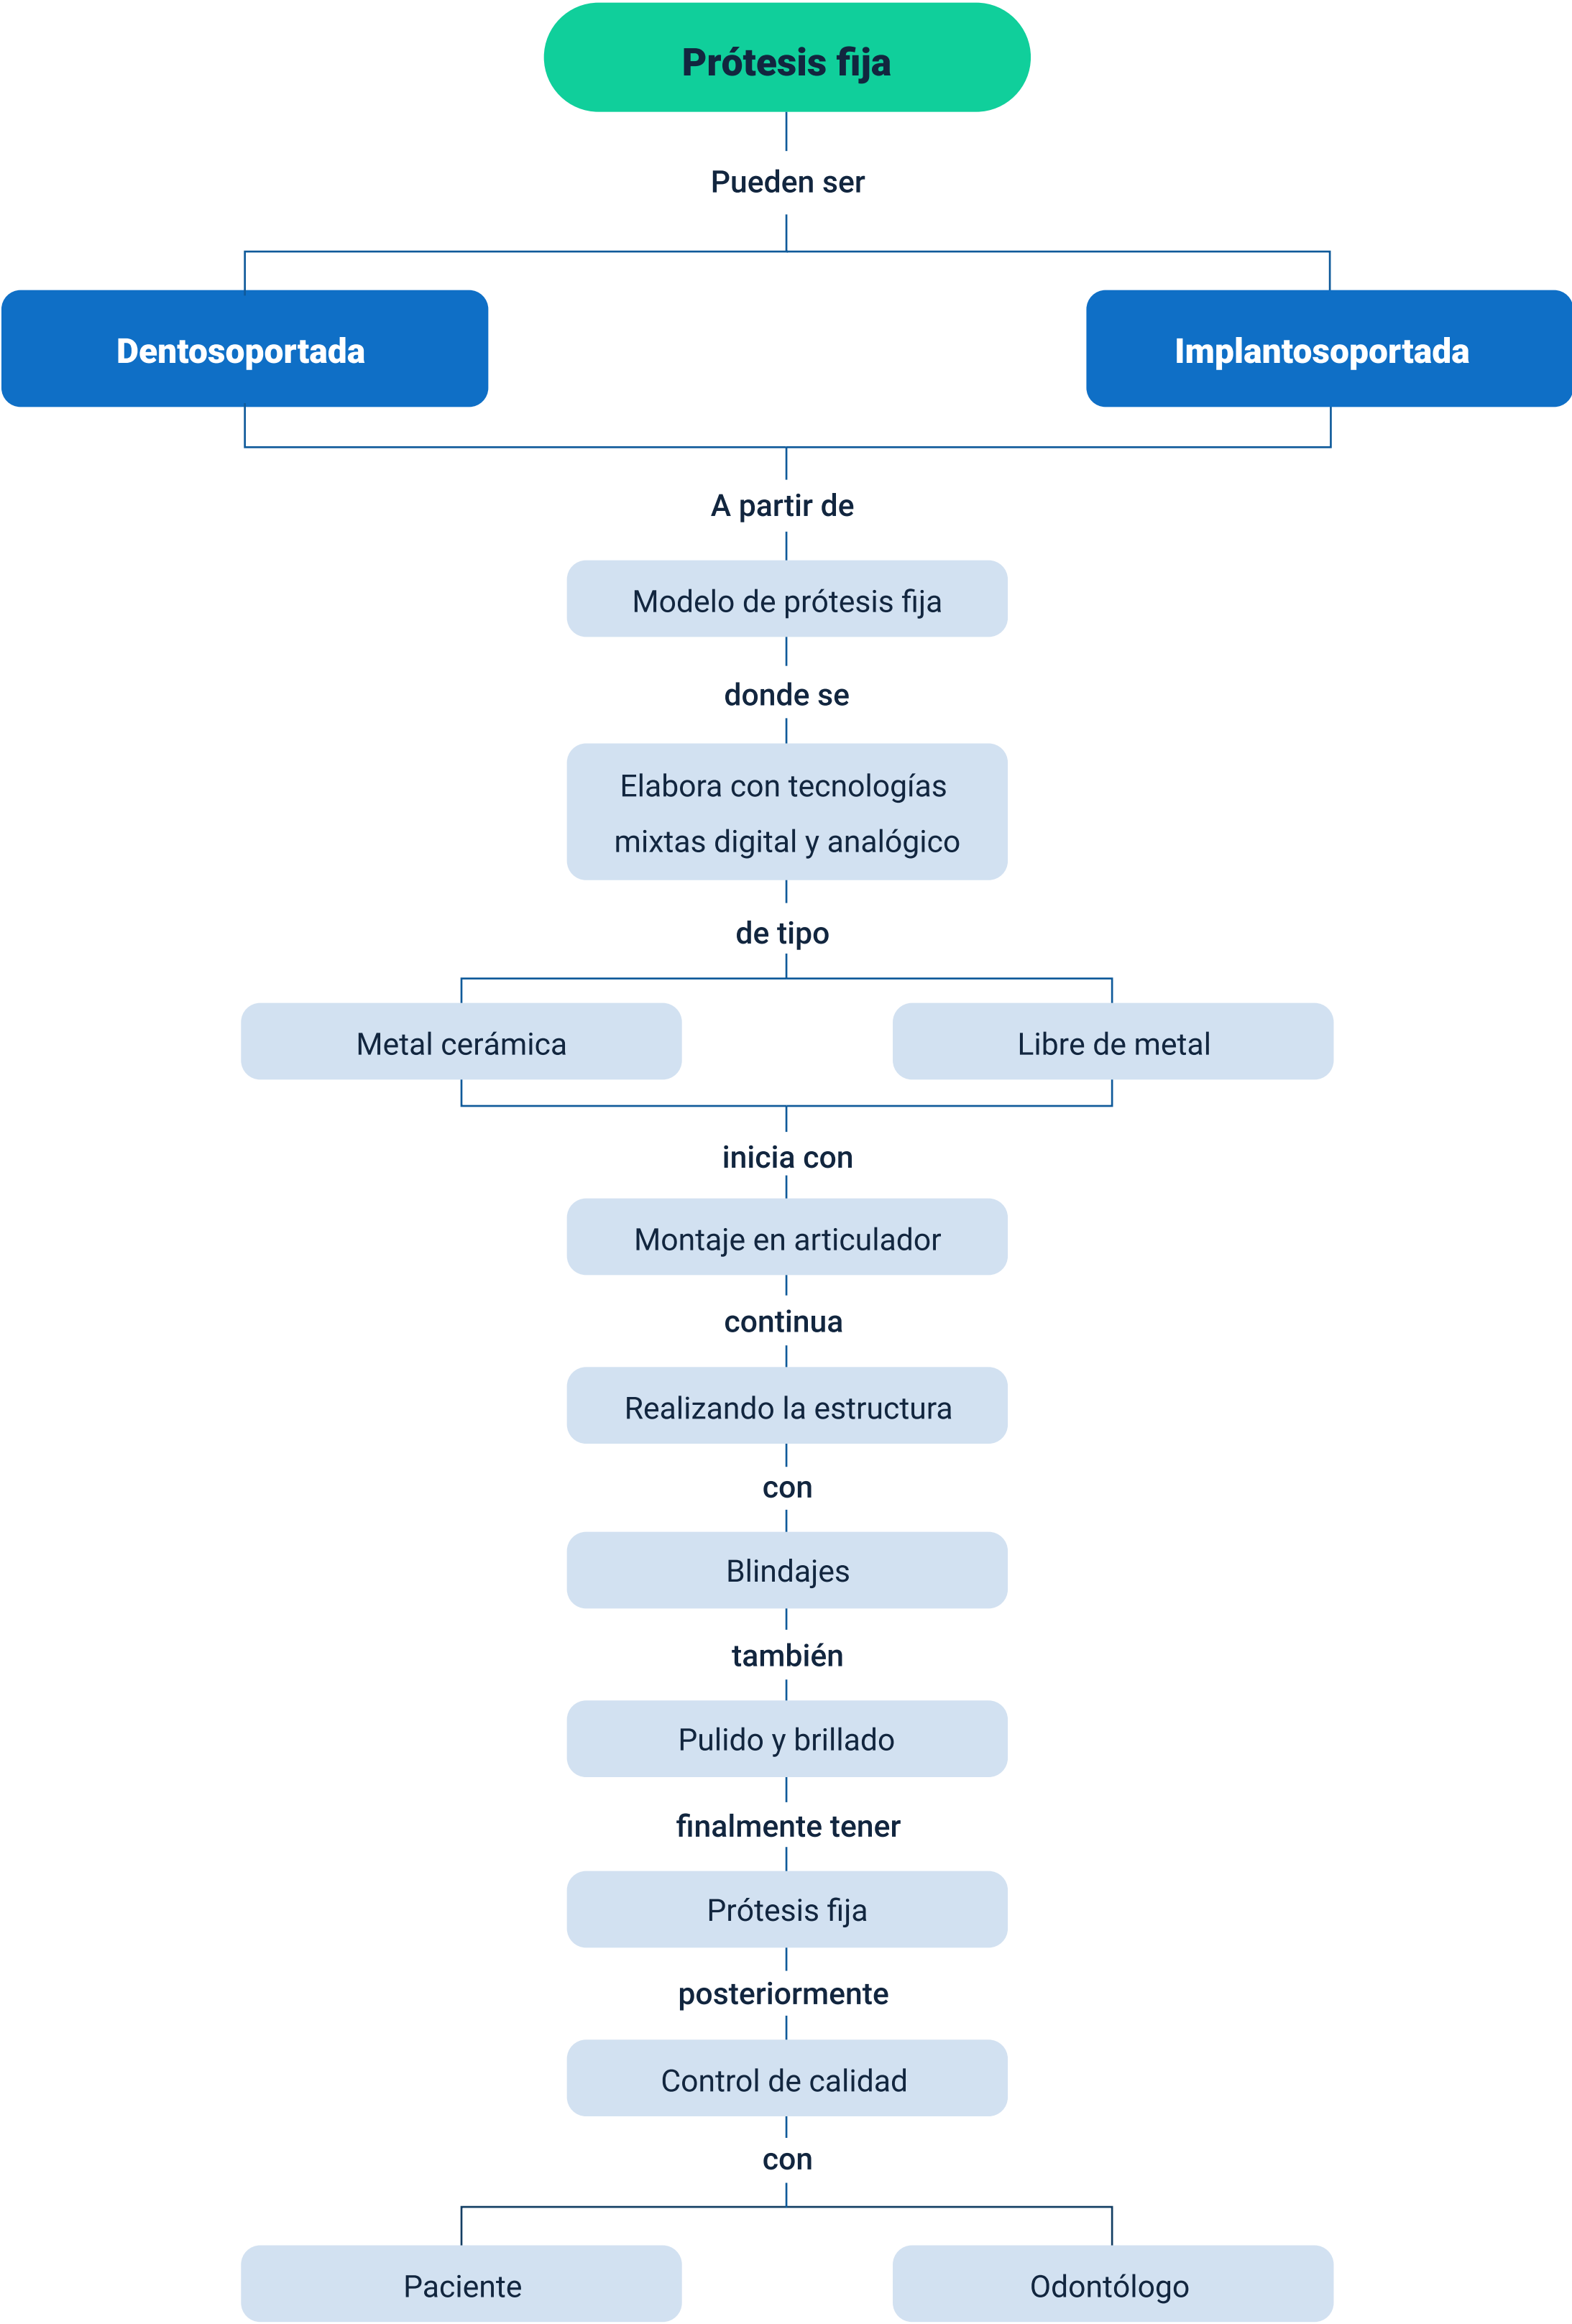 Prótesis fija
Pueden ser
Dentosoportada
Implantosoportada
A partir de
Modelo de prótesis fija
donde se
Elabora con tecnologías
mixtas digital y analógico
de tipo
Metal cerámica
Libre de metal
inicia con
Montaje en articulador
continua
Realizando la estructura
con
Blindajes
también
Pulido y brillado
finalmente tener
Prótesis fija
posteriormente
Control de calidad
con
Paciente
Odontólogo